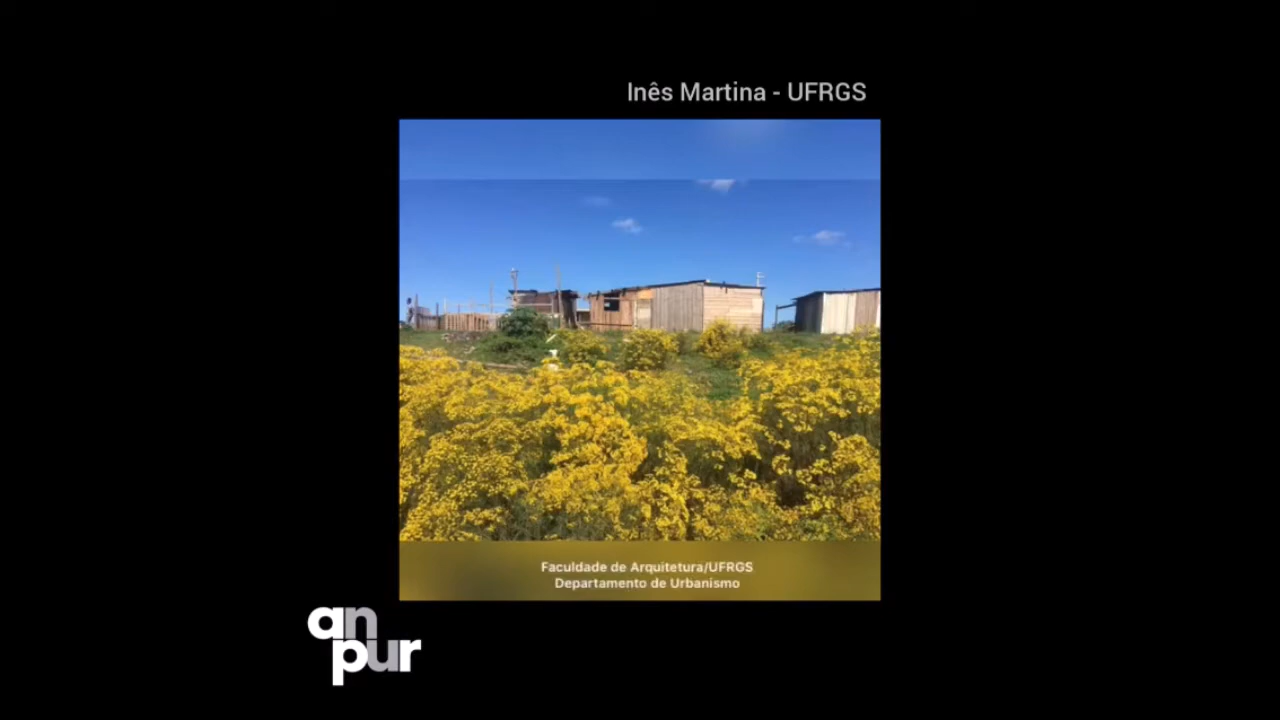 Inês Martina - UFRGS
Faculdade de Arquitetura/UFRGS
Departamento de Urbanismo
an
pur